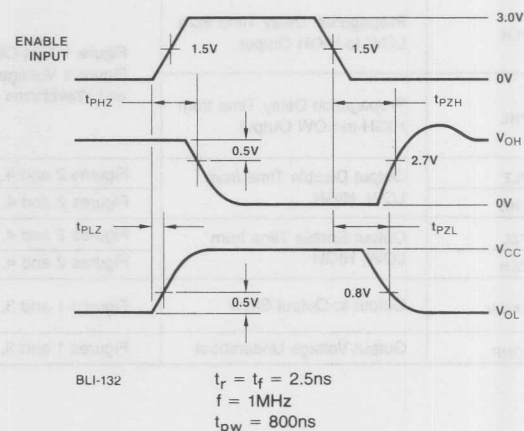 3.0V
ENABLE
INPUT
1.5V
1.5V
0V
tPHZ
tPZH
VOH
0.5V
2.7V
0V
tPLZ
tPZL
VCC
0.5V
0.8V
VOL
BLI-132
tr = tf = 2.5ns
f = 1MHz
tpw = 800ns